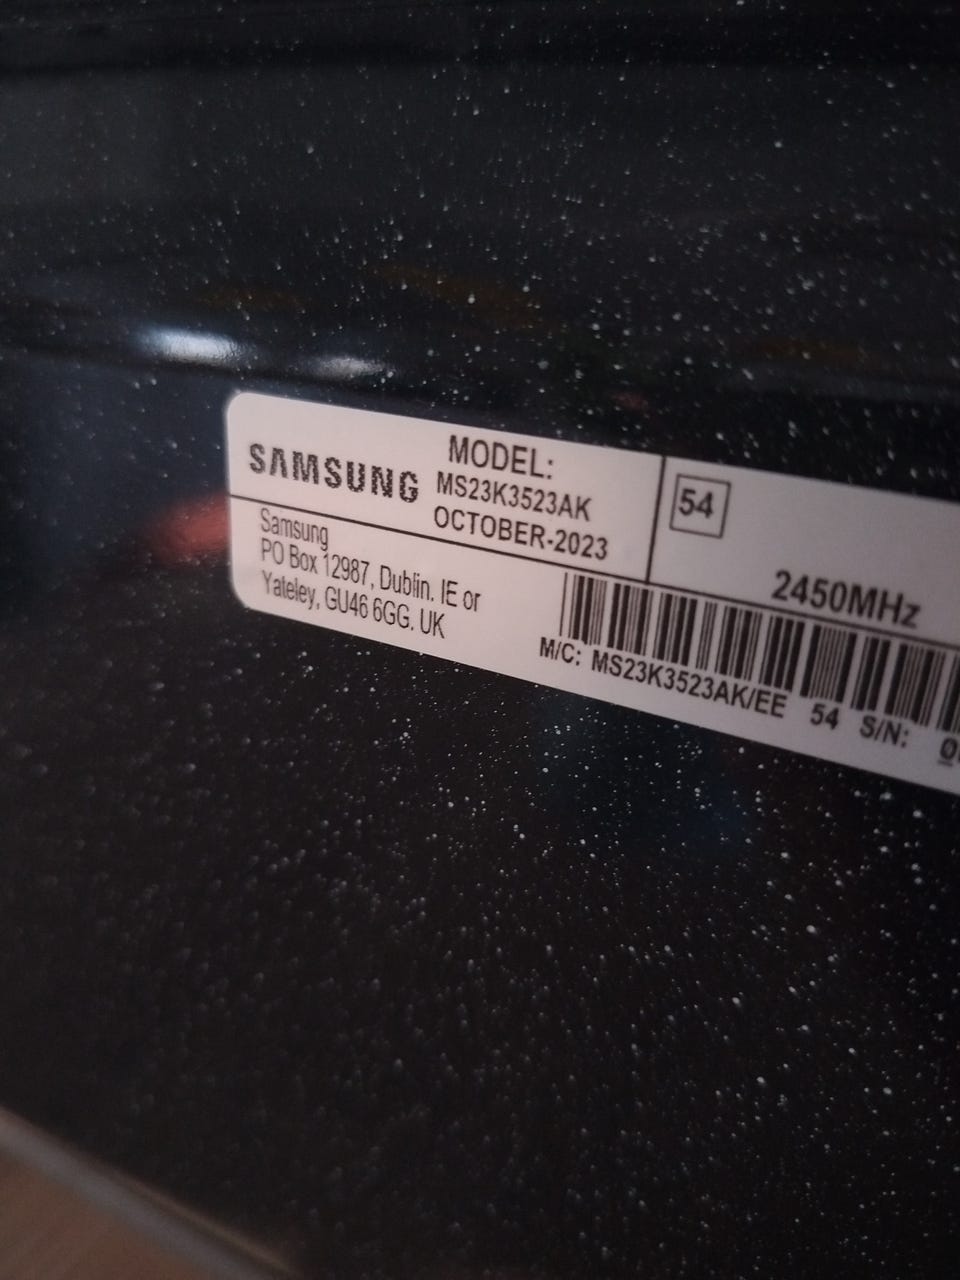 SAMSUNG
MODEL:
MS23K3523AK
OCTOBER-2023
Samsung
PO Box 12987, Dublin. IE or
Yateley, GU46 6GG. UK
54
2450MHz
M/C: MS23K3523AK/EE 54 S/N: